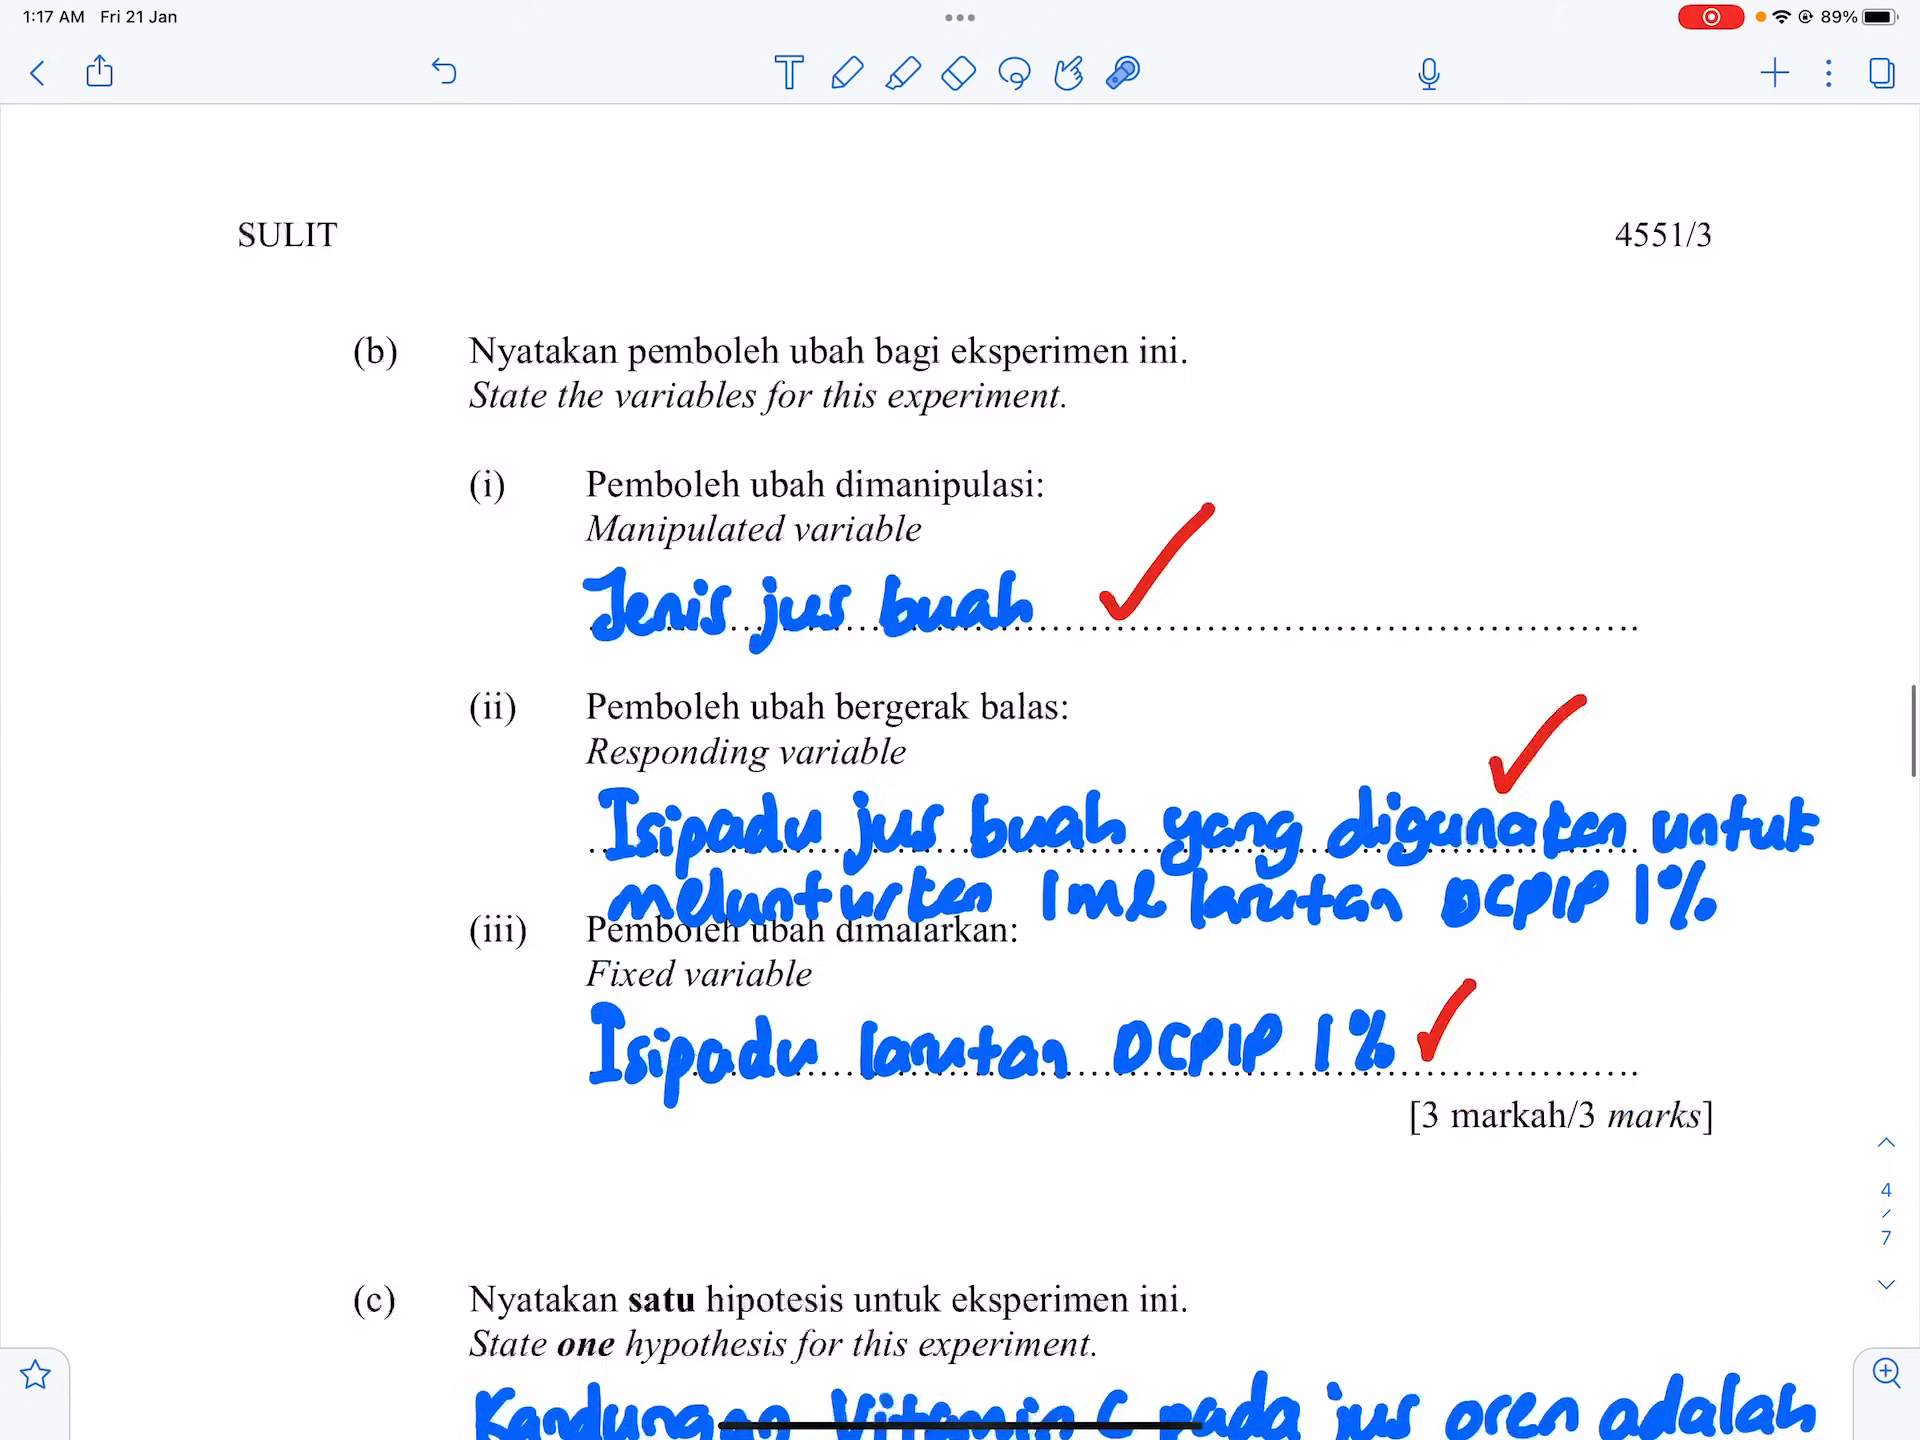 1:17 AM Fri 21 Jan
89%
SULIT
4551/3
(b) Nyatakan pemboleh ubah bagi eksperimen ini.
State the variables for this experiment.
(i) Pemboleh ubah dimanipulasi:
Manipulated variable
Jenis jus buah
(ii) Pemboleh ubah bergerak balas:
Responding variable
Isipadu jus buah yang digunakan untuk
melunturkan 1ml larutan DCPIP 1%
(iii) Pemboleh ubah dimalarkan:
Fixed variable
Isipadu larutan DCPIP 1%
[3 markah/3 marks]
4
/
7
(c) Nyatakan satu hipotesis untuk eksperimen ini.
State one hypothesis for this experiment.
Kandungan Vitamin C pada jus oren adalah